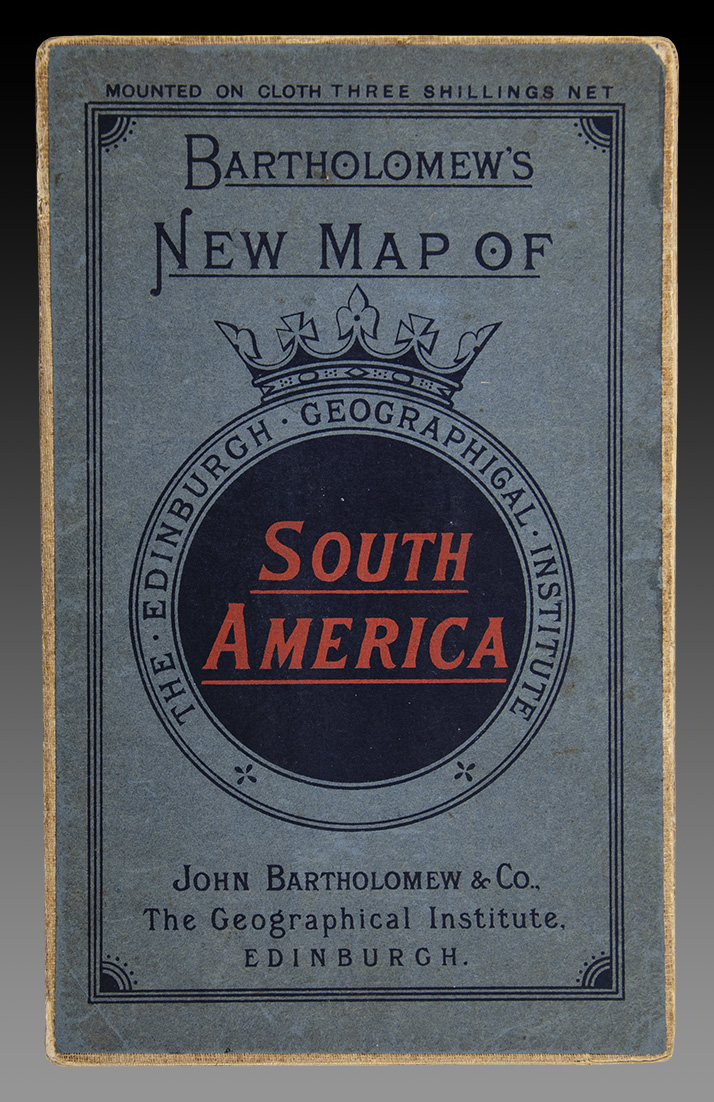 MOUNTED ON CLOTH THREE SHILLINGS NET
BARTHOLOMEW'S
NEW MAP OF
THE · EDINBURGH · GEOGRAPHICAL · INSTITUTE
SOUTH
AMERICA
JOHN BARTHOLOMEW & CO.,
The Geographical Institute,
EDINBURGH.